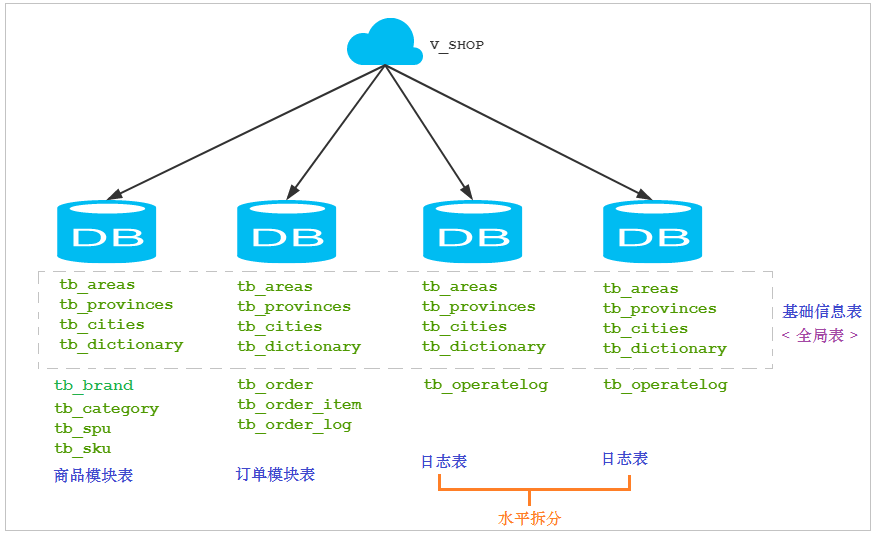 V_SHOP
DB
DB
DB
DB
tb_areas
tb_provinces
tb_cities
tb_dictionary
tb_areas
tb_provinces
tb_cities
tb_dictionary
tb_areas
tb_provinces
tb_cities
tb_dictionary
tb_areas
tb_provinces
tb_cities
tb_dictionary
基础信息表
< 全局表 >
tb_brand
tb_category
tb_spu
tb_sku
商品模块表
tb_order
tb_order_item
tb_order_log
订单模块表
tb_operatelog
日志表
tb_operatelog
日志表
水平拆分